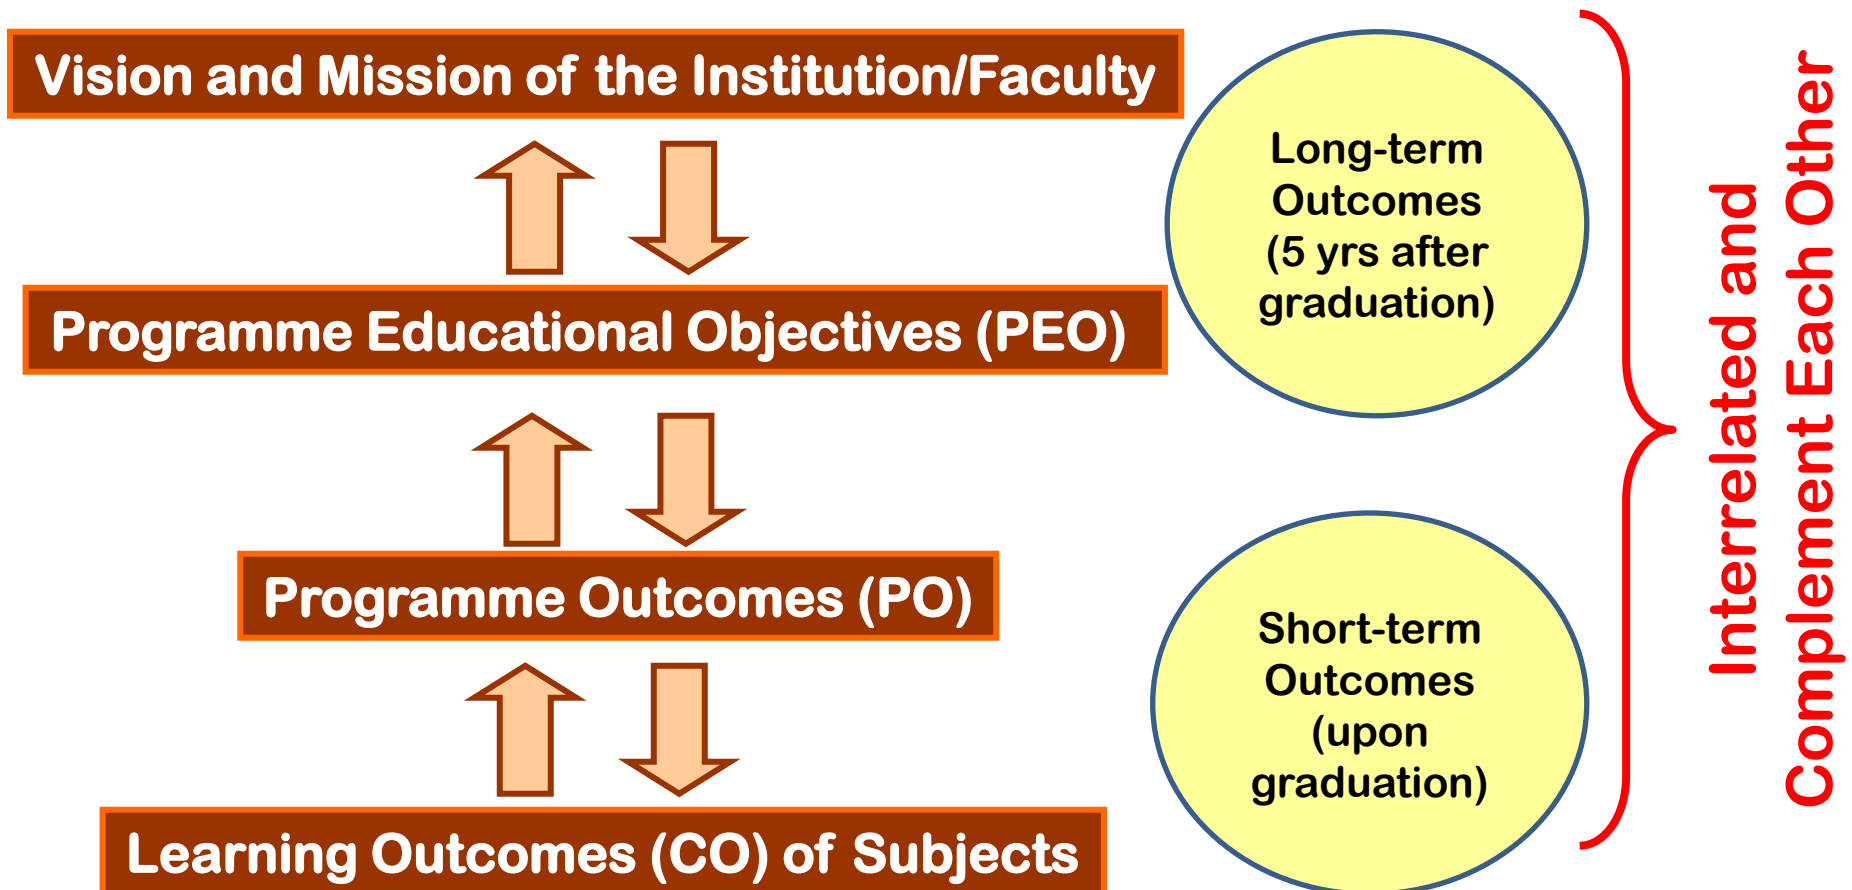 Vision and Mission of the Institution/Faculty
Programme Educational Objectives (PEO)
Programme Outcomes (PO)
Learning Outcomes (CO) of Subjects
Long-term
Outcomes
(5 yrs after
graduation)
Short-term
Outcomes
(upon
graduation)
Interrelated and
Complement Each Other